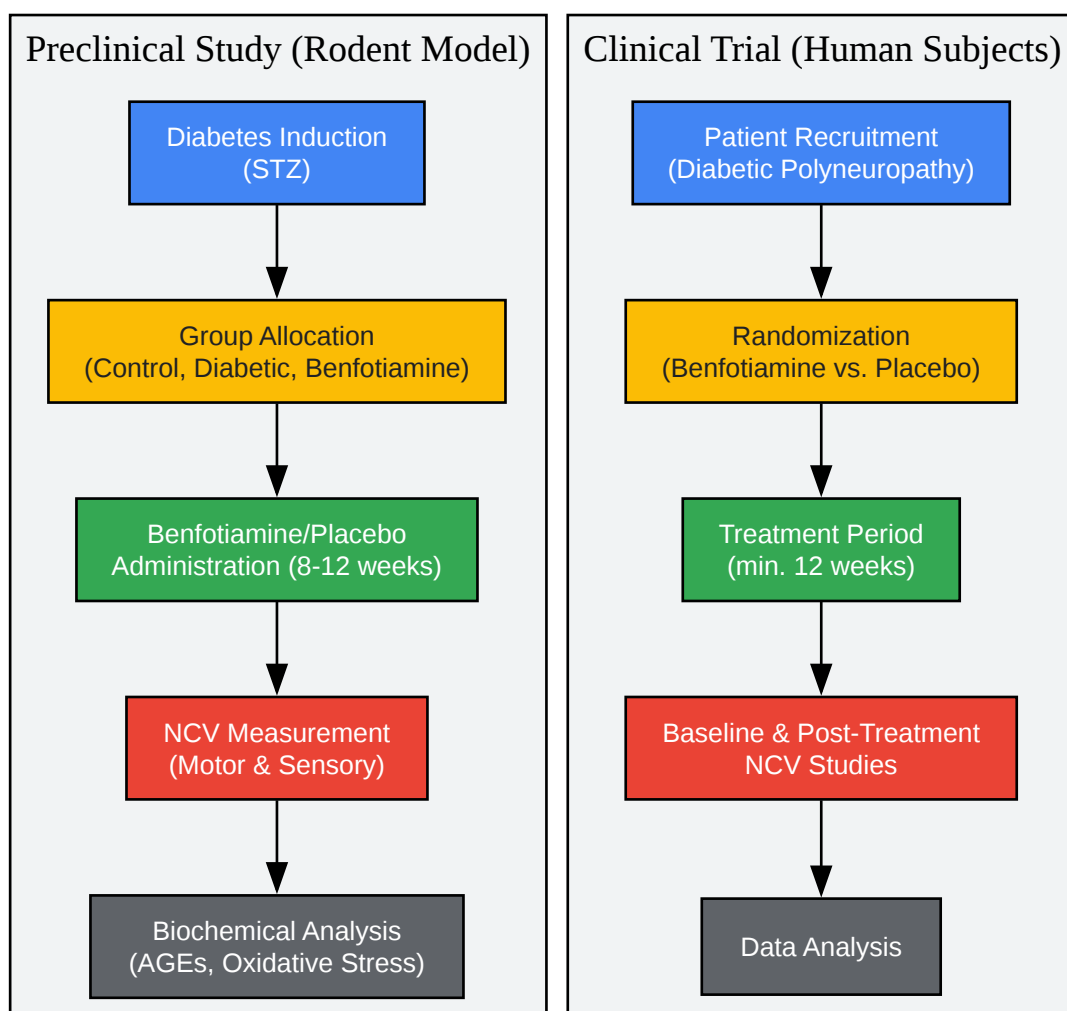 Preclinical Study (Rodent Model)
Diabetes Induction
(STZ)
Group Allocation
(Control, Diabetic, Benfotiamine)
Benfotiamine/Placebo
Administration (8-12 weeks)
NCV Measurement
(Motor & Sensory)
Biochemical Analysis
(AGEs, Oxidative Stress)
Clinical Trial (Human Subjects)
Patient Recruitment
(Diabetic Polyneuropathy)
Randomization
(Benfotiamine vs. Placebo)
Treatment Period
(min. 12 weeks)
Baseline & Post-Treatment
NCV Studies
Data Analysis